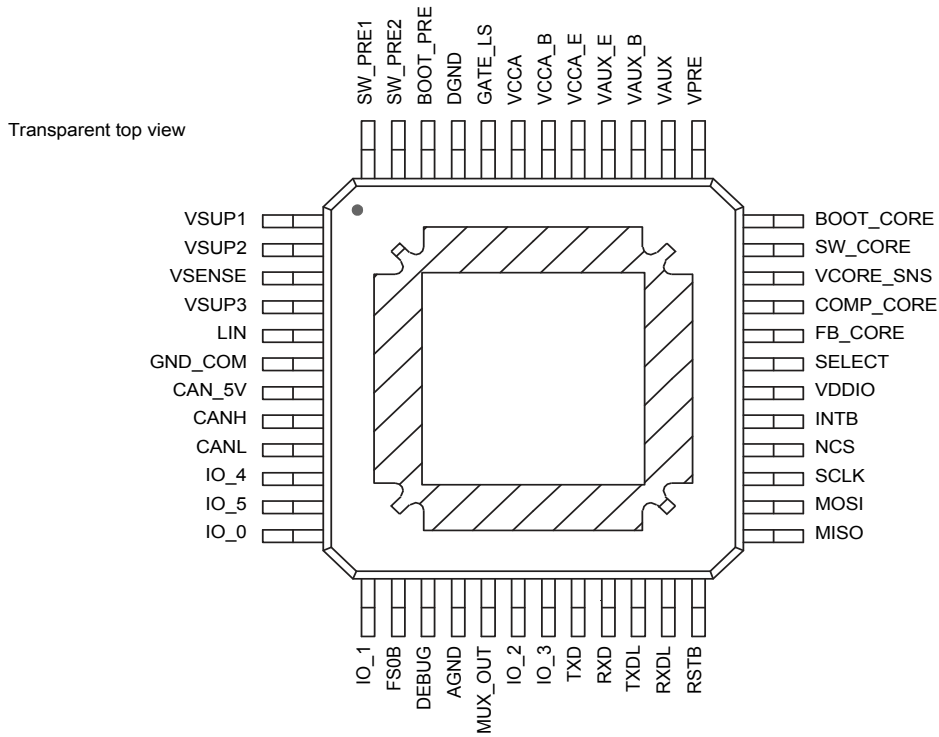 SW_PRE1
SW_PRE2
BOOT_PRE
DGND
GATE_LS
VCCA
VCCA_B
VCCA_E
VAUX_E
VAUX_B
VAUX
VPRE
Transparent top view
VSUP1
VSUP2
VSENSE
VSUP3
LIN
GND_COM
CAN_5V
CANH
CANL
IO_4
IO_5
IO_0
BOOT_CORE
SW_CORE
VCORE_SNS
COMP_CORE
FB_CORE
SELECT
VDDIO
INTB
NCS
SCLK
MOSI
MISO
IO_1
FS0B
DEBUG
AGND
MUX_OUT
IO_2
IO_3
TXD
RXD
TXDL
RXDL
RSTB